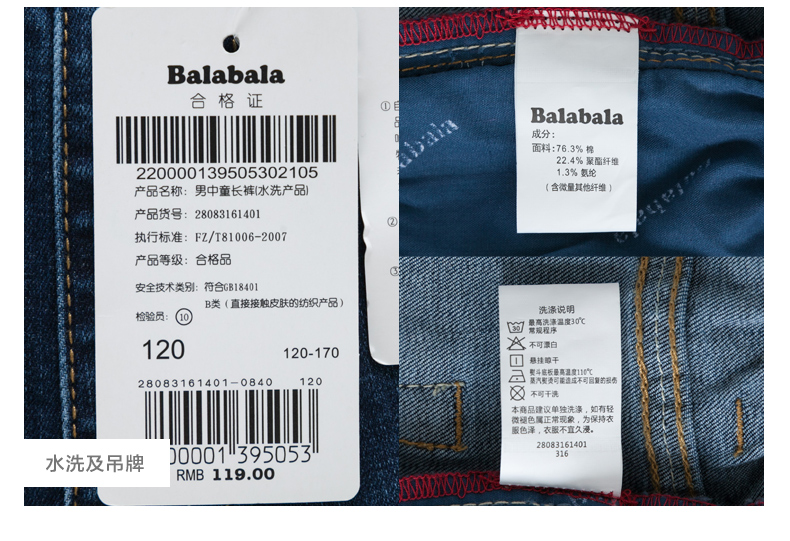 Balabala
合格证
220000139505302105
产品名称：男中童长裤(水洗产品)
产品货号：28083161401
执行标准：FZ/T81006-2007
产品等级：合格品
安全技术类别：符合GB18401
B类（直接接触皮肤的纺织产品）
检验员：⑩
120
120-170
28083161401-0840 120
00001 395053
RMB 119.00
水洗及吊牌
①
②
③
Balabala
成分：
面料:76.3% 棉
22.4% 聚酯纤维
1.3% 氨纶
（含微量其他纤维）
洗涤说明
30
最高洗涤温度30℃
常规程序
不可漂白
悬挂晾干
熨斗底板最高温度110℃
蒸汽熨烫可能造成不可回复的损伤
不可干洗
本商品建议单独洗涤，如有轻
微褪色属正常现象，为保持衣
服色泽，衣服不宜久浸。
28083161401
316